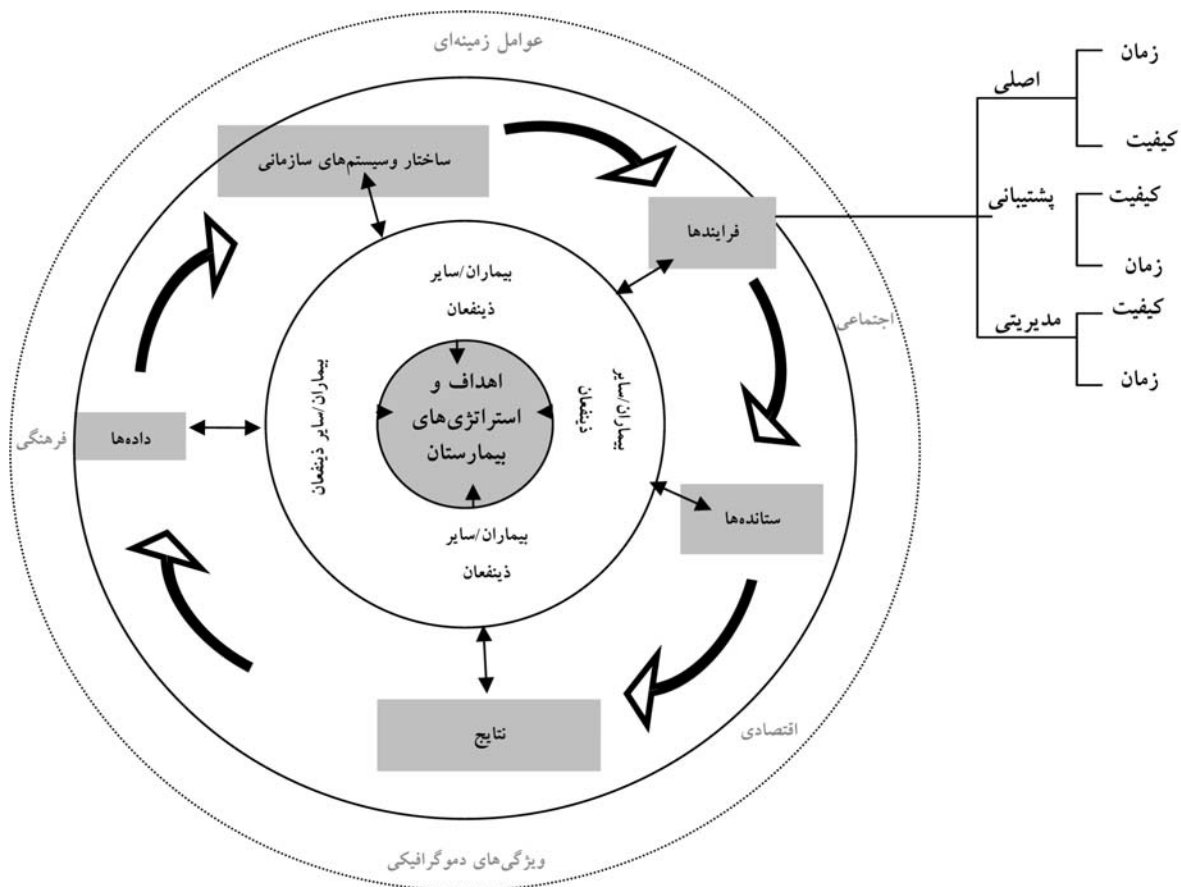 عوامل زمینه‌ای
ساختار وسیستم‌های سازمانی
فرایندها
اصلی
زمان
کیفیت
پشتیبانی
کیفیت
زمان
مدیریتی
کیفیت
زمان
اجتماعی
بیماران/سایر
ذینفعان
بیماران/سایر
ذینفعان
اهداف و
استراتژی‌های
بیمارستان
بیماران/سایر ذینفعان
داده‌ها
فرهنگی
بیماران/سایر
ذینفعان
ستانده‌ها
نتایج
اقتصادی
ویژگی‌های دموگرافیکی